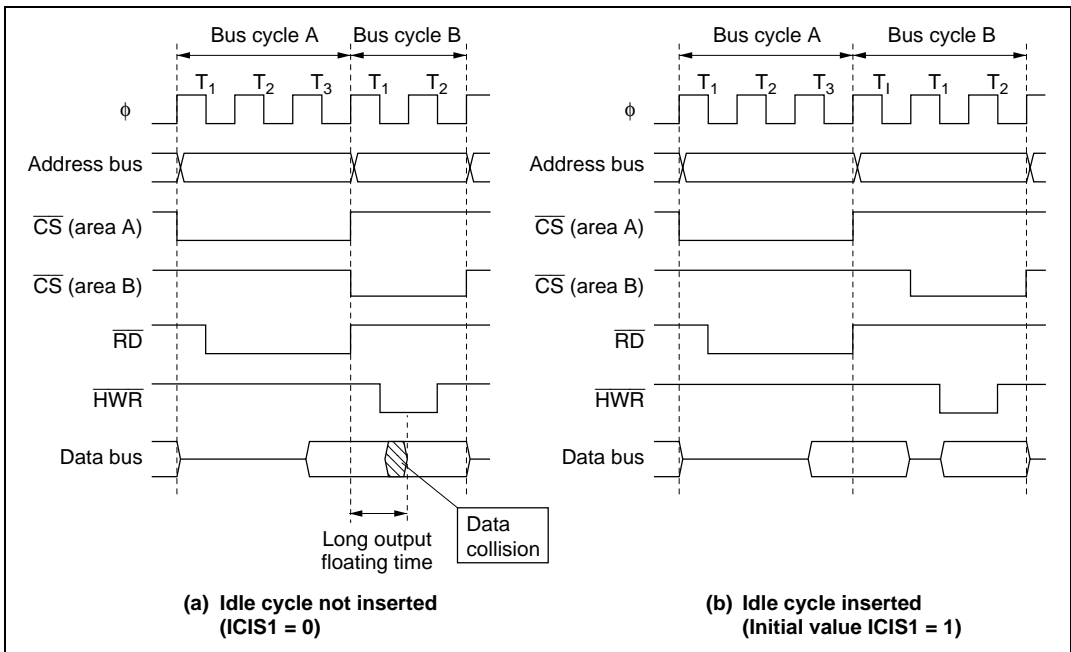 Bus cycle A Bus cycle B
T1 T2 T3 T1 T2
φ
Address bus
CS (area A)
CS (area B)
RD
HWR
Data bus
Long output
floating time
Data
collision
(a) Idle cycle not inserted
(ICIS1 = 0)
Bus cycle A Bus cycle B
T1 T2 T3 TI T1 T2
φ
Address bus
CS (area A)
CS (area B)
RD
HWR
Data bus
(b) Idle cycle inserted
(Initial value ICIS1 = 1)